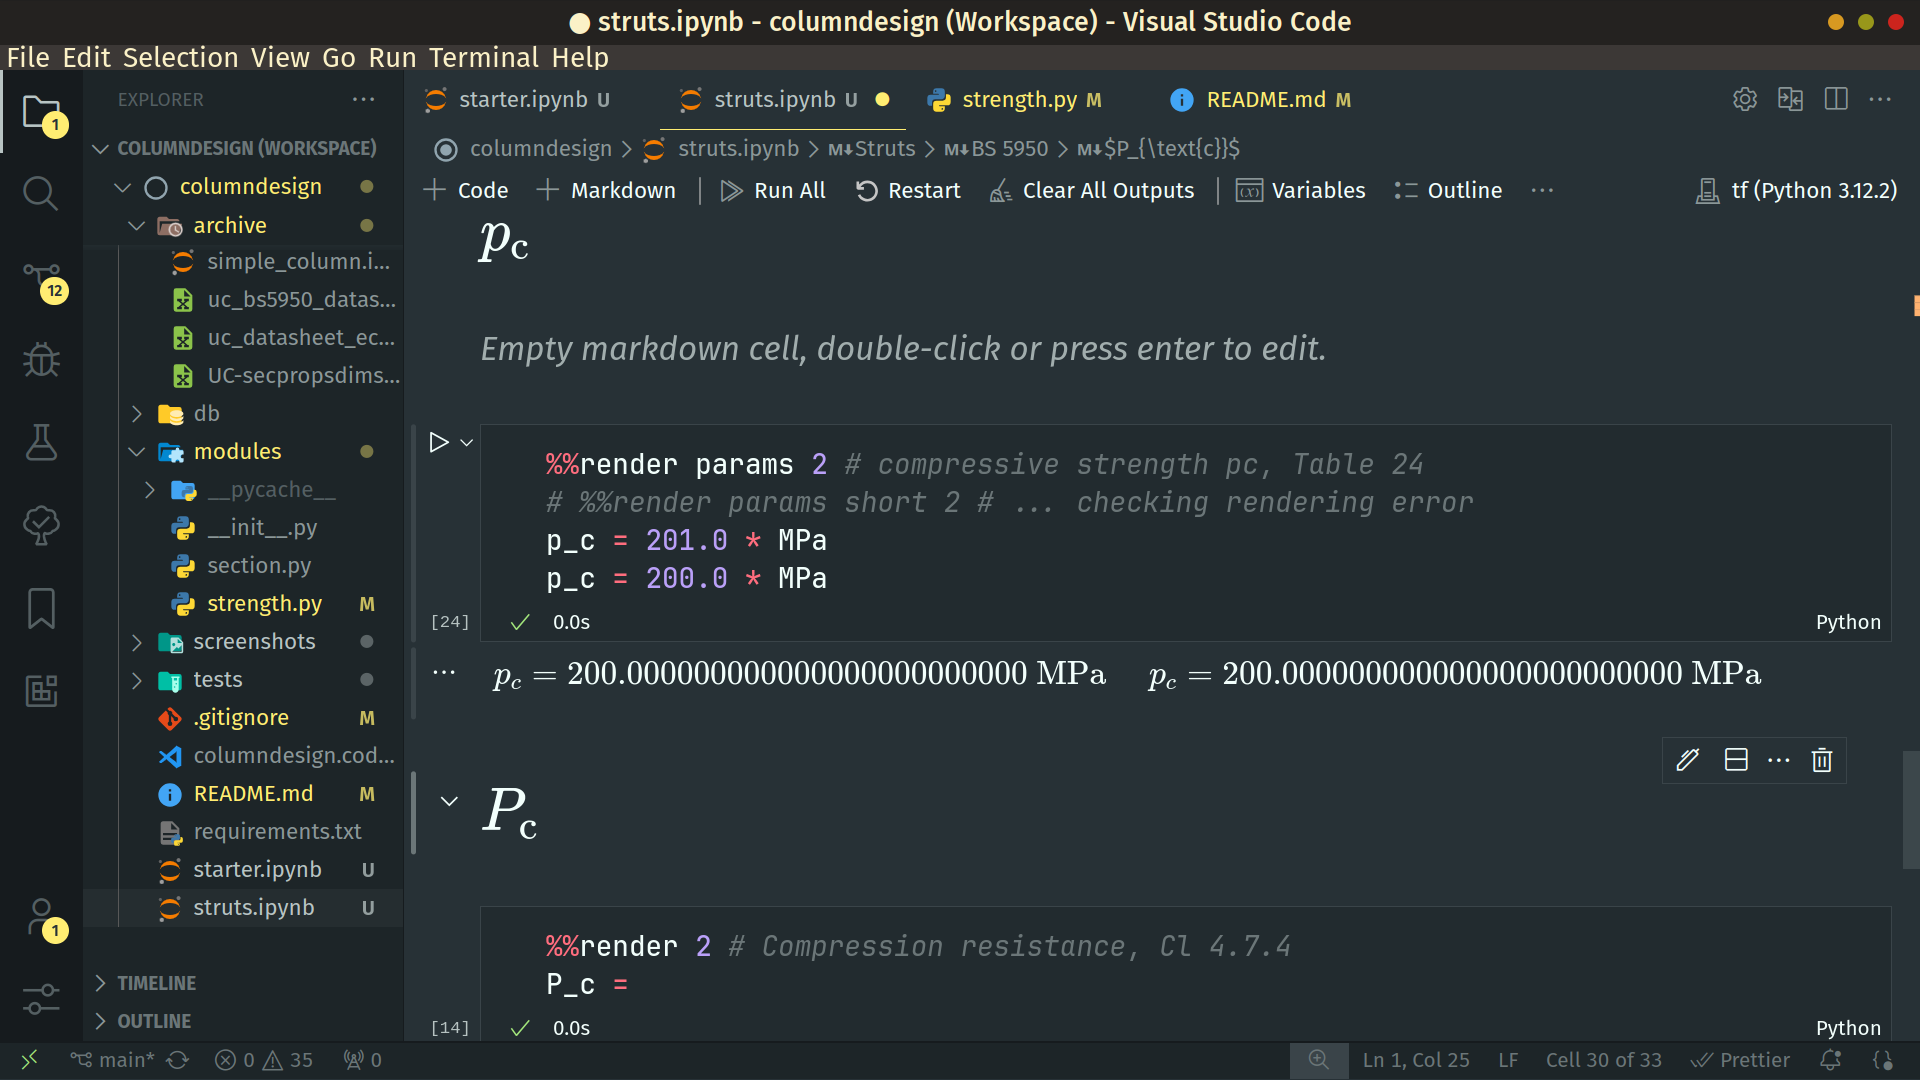 struts.ipynb - columndesign (Workspace) - Visual Studio Code
File Edit Selection View Go Run Terminal Help
EXPLORER
starter.ipynb U
struts.ipynb U
strength.py M
README.md M
COLUMNDESIGN (WORKSPACE)
columndesign > struts.ipynb > M↓Struts > M↓BS 5950 > M↓$P_{\text{c}}$
+ Code + Markdown | Run All Restart Clear All Outputs | Variables Outline ... tf (Python 3.12.2)
columndesign
archive
simple_column.i...
uc_bs5950_datas...
uc_datasheet_ec...
UC-secpropsdims...
db
modules
__pycache__
__init__.py
section.py
strength.py M
screenshots
tests
.gitignore M
columndesign.cod...
README.md M
requirements.txt
starter.ipynb U
struts.ipynb U
TIMELINE
OUTLINE
1
12
1
p_c
Empty markdown cell, double-click or press enter to edit.
%%render params 2 # compressive strength pc, Table 24
# %%render params short 2 # ... checking rendering error
p_c = 201.0 * MPa
p_c = 200.0 * MPa
[24] 0.0s Python
p_c = 200.000000000000000000000000 MPa p_c = 200.000000000000000000000000 MPa
P_c
%%render 2 # Compression resistance, Cl 4.7.4
P_c =
[14] 0.0s Python
main* 0 35 0 Ln 1, Col 25 LF Cell 30 of 33 Prettier